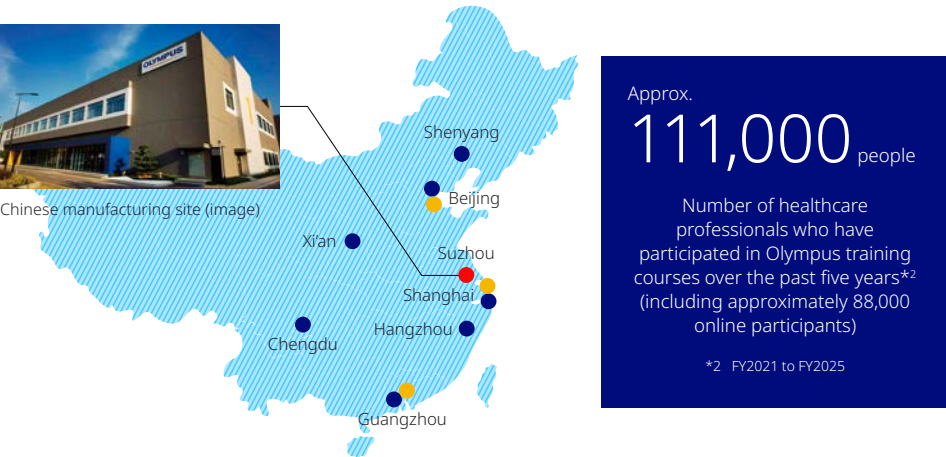 OLYMPUS
Chinese manufacturing site (image)
Shenyang
Beijing
Xi’an
Suzhou
Shanghai
Hangzhou
Chengdu
Guangzhou
Approx.
111,000 people
Number of healthcare
professionals who have
participated in Olympus training
courses over the past five years*2
(including approximately 88,000
online participants)
*2 FY2021 to FY2025